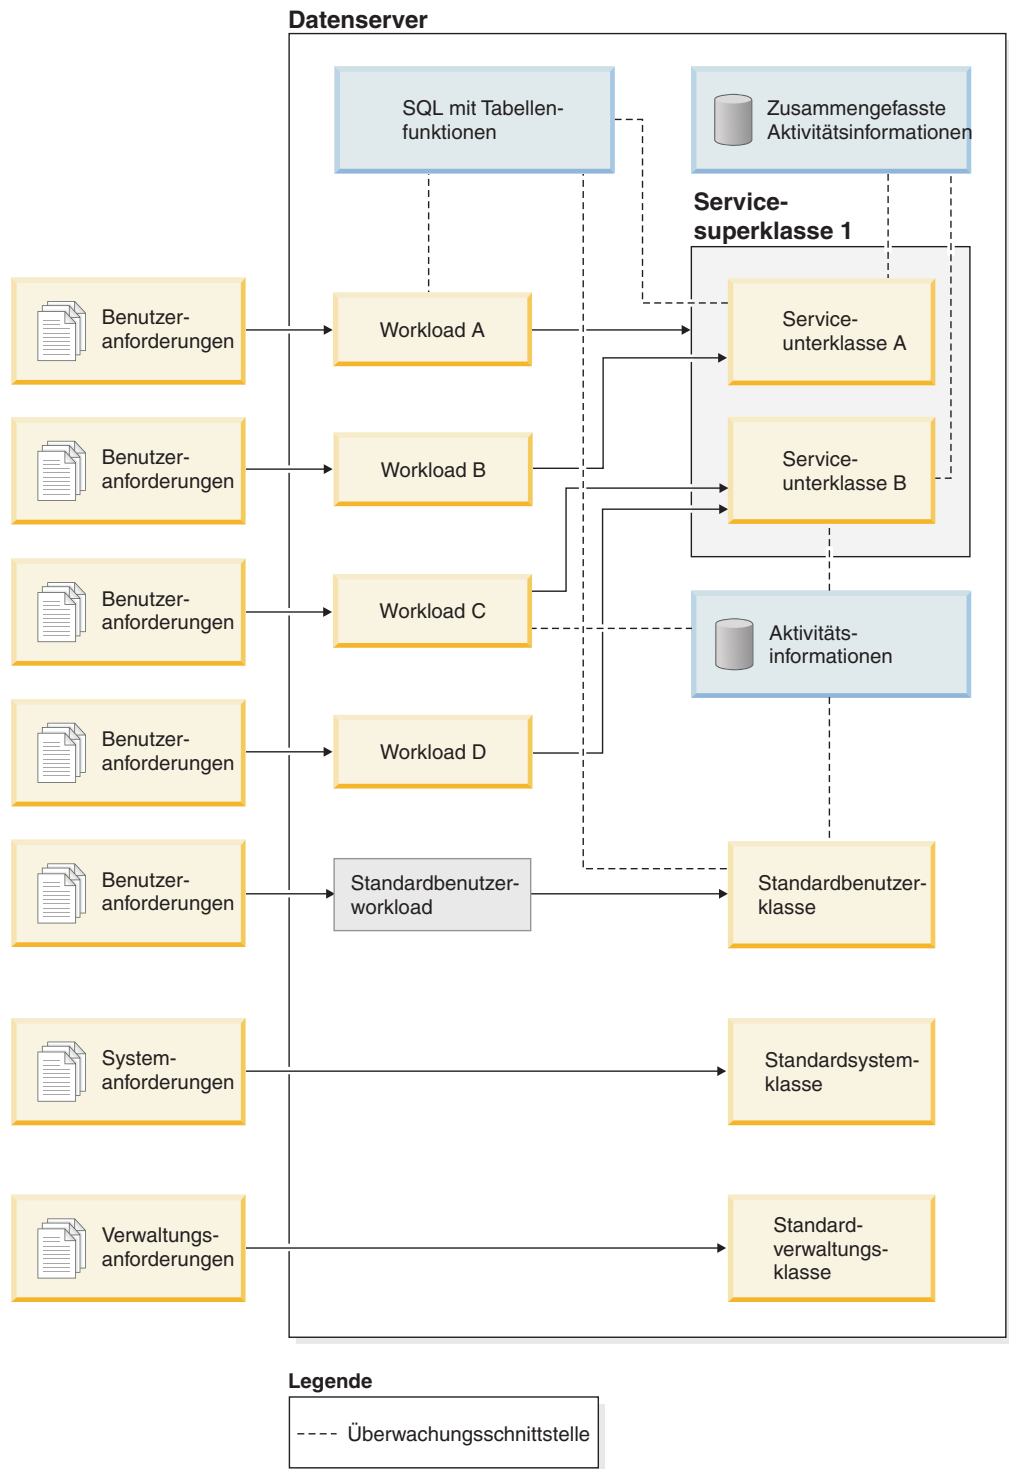 Datenserver
SQL mit Tabellen-
funktionen
Zusammengefasste
Aktivitätsinformationen
Service-
superklasse 1
Benutzer-
anforderungen
Workload A
Service-
unterklasse A
Benutzer-
anforderungen
Workload B
Service-
unterklasse B
Benutzer-
anforderungen
Workload C
Aktivitäts-
informationen
Benutzer-
anforderungen
Workload D
Benutzer-
anforderungen
Standardbenutzer-
workload
Standardbenutzer-
klasse
System-
anforderungen
Standardsystem-
klasse
Verwaltungs-
anforderungen
Standard-
verwaltungs-
klasse
Legende
Überwachungsschnittstelle